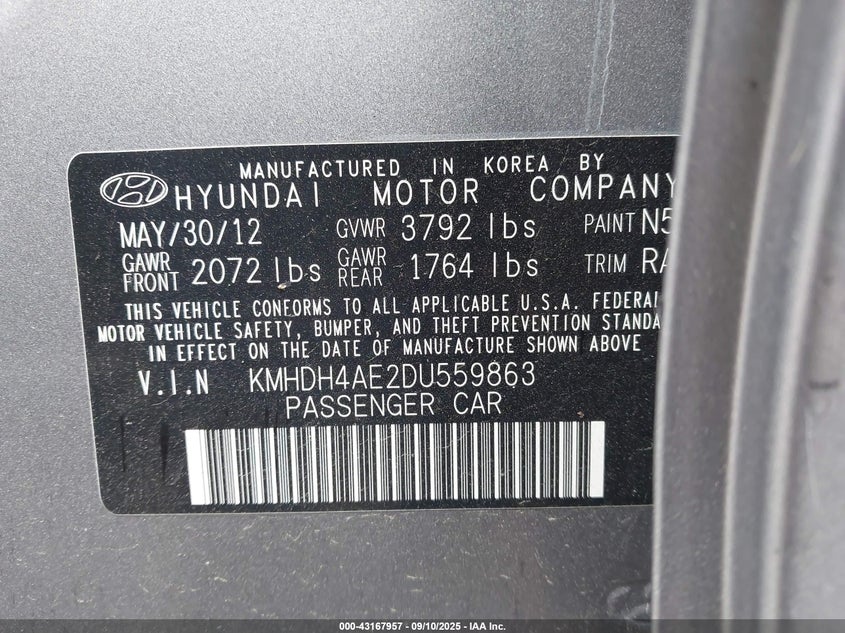 MANUFACTURED IN KOREA BY
HYUNDAI MOTOR COMPANY
MAY/30/12 GVWR 3792 lbs PAINT N5
GAWR FRONT 2072 lbs GAWR REAR 1764 lbs TRIM RA
THIS VEHICLE CONFORMS TO ALL APPLICABLE U.S.A. FEDERAL
MOTOR VEHICLE SAFETY, BUMPER, AND THEFT PREVENTION STANDA
IN EFFECT ON THE DATE OF MANUFACTURE SHOWN ABOVE
V.I.N KMHDH4AE2DU559863
PASSENGER CAR
000-43167957 - 09/10/2025 - IAA Inc.